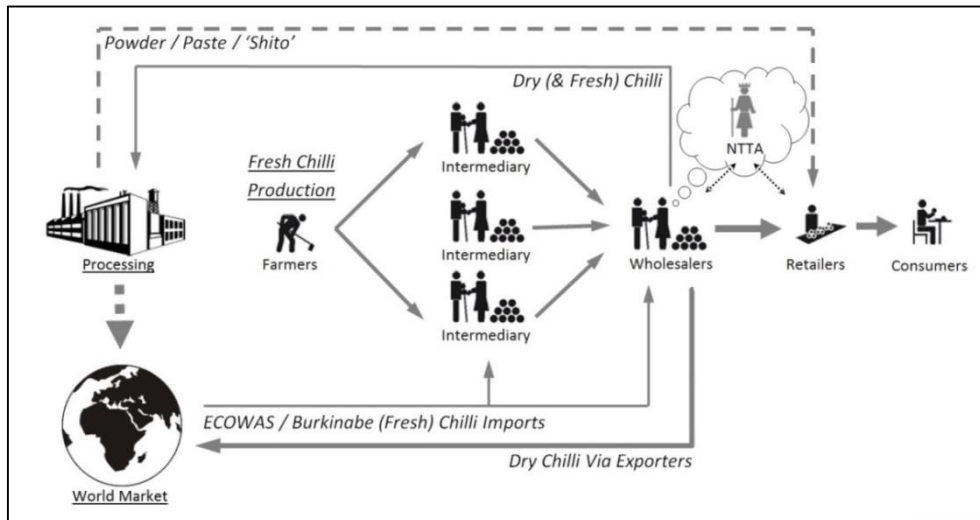 Powder / Paste / ‘Shito’
Dry (& Fresh) Chilli
NTTA
Fresh Chilli
Production
Intermediary
Intermediary
Intermediary
Processing
Farmers
Wholesalers
Retailers
Consumers
ECOWAS / Burkinabe (Fresh) Chilli Imports
Dry Chilli Via Exporters
World Market